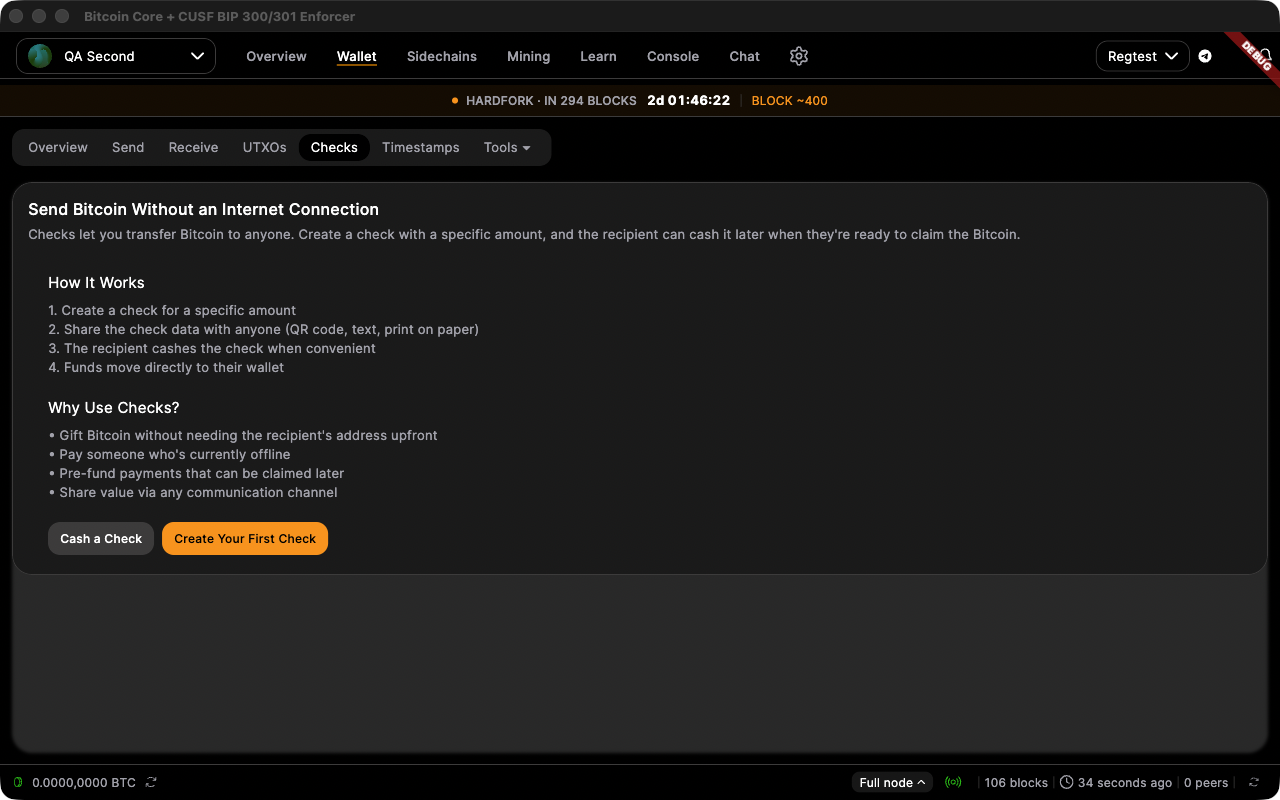 Bitcoin Core + CUSF BIP 300/301 Enforcer
QA Second
Overview
Wallet
Sidechains
Mining
Learn
Console
Chat
Regtest
DEBUG
HARDFORK · IN 294 BLOCKS 2d 01:46:22 BLOCK ~400
Overview
Send
Receive
UTXOs
Checks
Timestamps
Tools
Send Bitcoin Without an Internet Connection
Checks let you transfer Bitcoin to anyone. Create a check with a specific amount, and the recipient can cash it later when they're ready to claim the Bitcoin.
How It Works
1. Create a check for a specific amount
2. Share the check data with anyone (QR code, text, print on paper)
3. The recipient cashes the check when convenient
4. Funds move directly to their wallet
Why Use Checks?
• Gift Bitcoin without needing the recipient's address upfront
• Pay someone who's currently offline
• Pre-fund payments that can be claimed later
• Share value via any communication channel
Cash a Check
Create Your First Check
0.0000,0000 BTC
Full node
106 blocks
34 seconds ago
0 peers